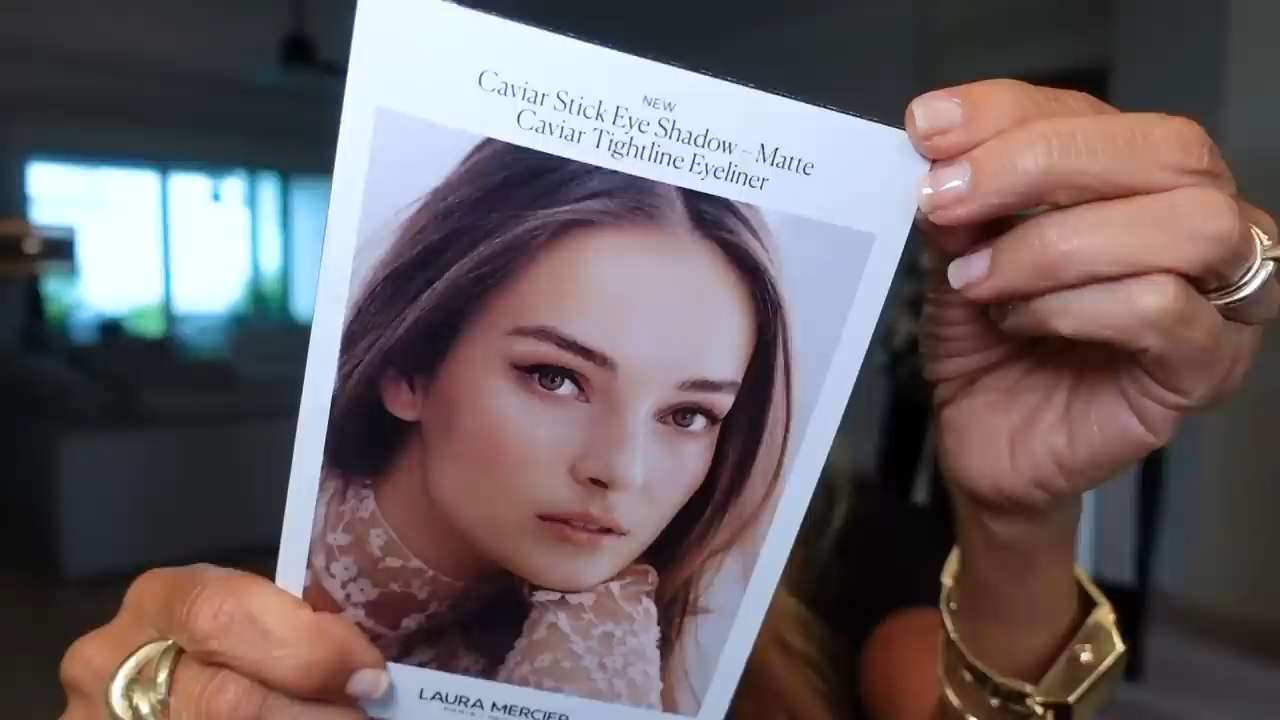 NEW
Caviar Stick Eye Shadow – Matte
Caviar Tightline Eyeliner
LAURA MERCIER